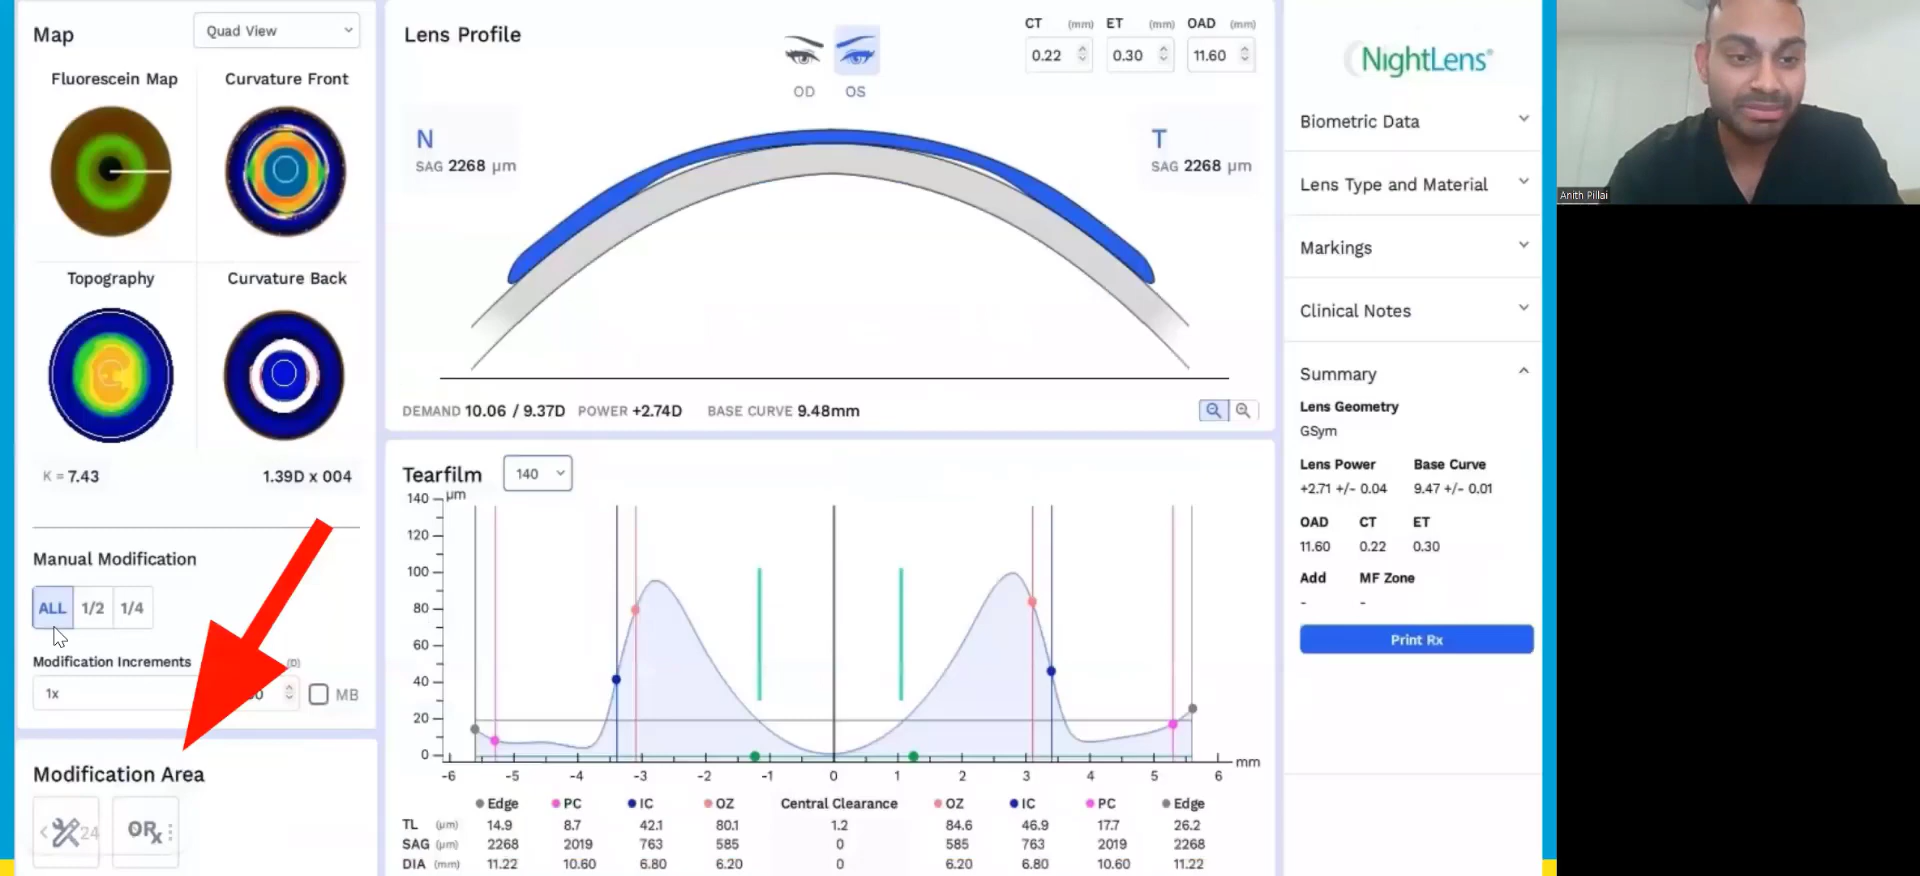 Map
Quad View
Fluorescein Map
Curvature Front
Topography
Curvature Back
K = 7.43
1.39D x 004
Manual Modification
ALL 1/2 1/4
Modification Increments
(D)
1x
MB
Modification Area
24
ORx
Lens Profile
OD OS
CT (mm) ET (mm) OAD (mm)
0.22 0.30 11.60
N
SAG 2268 μm
T
SAG 2268 μm
DEMAND 10.06 / 9.37D POWER +2.74D BASE CURVE 9.48mm
Tearfilm 140
μm
140
120
100
80
60
40
20
0
-6 -5 -4 -3 -2 -1 0 1 2 3 4 5 6 mm
Edge PC IC OZ Central Clearance OZ IC PC Edge
TL (μm) 14.9 8.7 42.1 80.1 1.2 84.6 46.9 17.7 26.2
SAG (μm) 2268 2019 763 585 0 585 763 2019 2268
DIA (mm) 11.22 10.60 6.80 6.20 0 6.20 6.80 10.60 11.22
NightLens®
Biometric Data
Lens Type and Material
Markings
Clinical Notes
Summary
Lens Geometry
GSym
Lens Power Base Curve
+2.71 +/- 0.04 9.47 +/- 0.01
OAD CT ET
11.60 0.22 0.30
Add MF Zone
- -
Print Rx
Anith Pillai